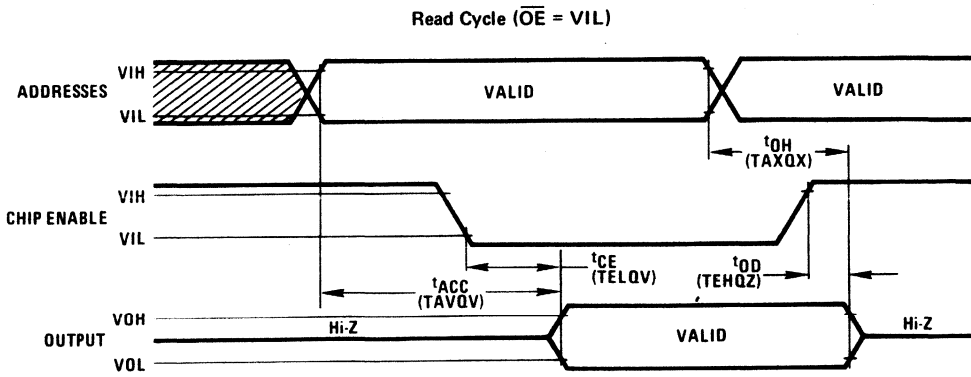 Read Cycle (O̅E̅ = VIL)
VIH
ADDRESSES
VIL
VALID
VALID
tOH
(TAXQX)
VIH
CHIP ENABLE
VIL
tCE
(TELQV)
tOD
(TEHQZ)
tACC
(TAVQV)
VOH
Hi-Z
OUTPUT
VOL
VALID
Hi-Z